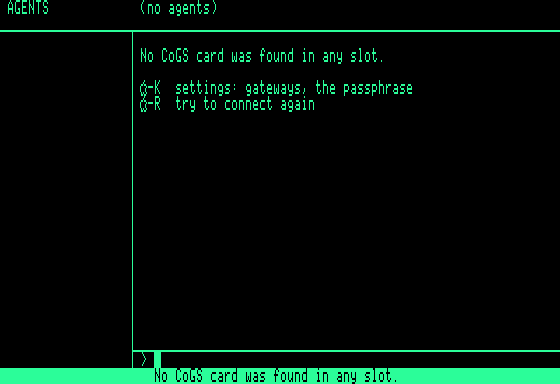 AGENTS (no agents)
No CoGS card was found in any slot.
-K settings: gateways, the passphrase
-R try to connect again
>
No CoGS card was found in any slot.